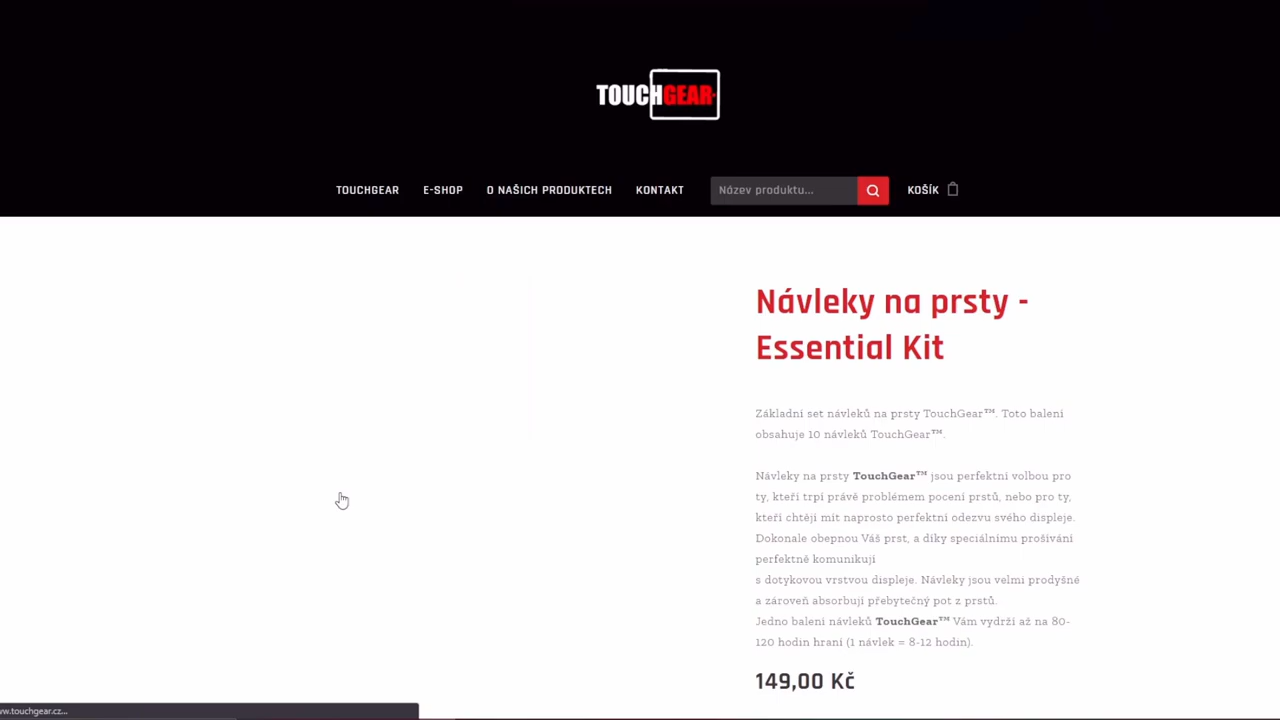 TOUCHGEAR
TOUCHGEAR
E-SHOP
O NAŠICH PRODUKTECH
KONTAKT
Název produktu...
KOŠÍK
Návleky na prsty -
Essential Kit
Základní set návleků na prsty TouchGear™. Toto balení
obsahuje 10 návleků TouchGear™.
Návleky na prsty TouchGear™ jsou perfektní volbou pro
ty, kteří trpí právě problémem pocení prstů, nebo pro ty,
kteří chtějí mít naprosto perfektní odezvu svého displeje.
Dokonale obepnou Váš prst, a díky speciálnímu prošívání
perfektně komunikují
s dotykovou vrstvou displeje. Návleky jsou velmi prodyšné
a zároveň absorbují přebytečný pot z prstů.
Jedno balení návleků TouchGear™ Vám vydrží až na 80-
120 hodin hraní (1 návlek = 8-12 hodin).
149,00 Kč
ww.touchgear.cz...